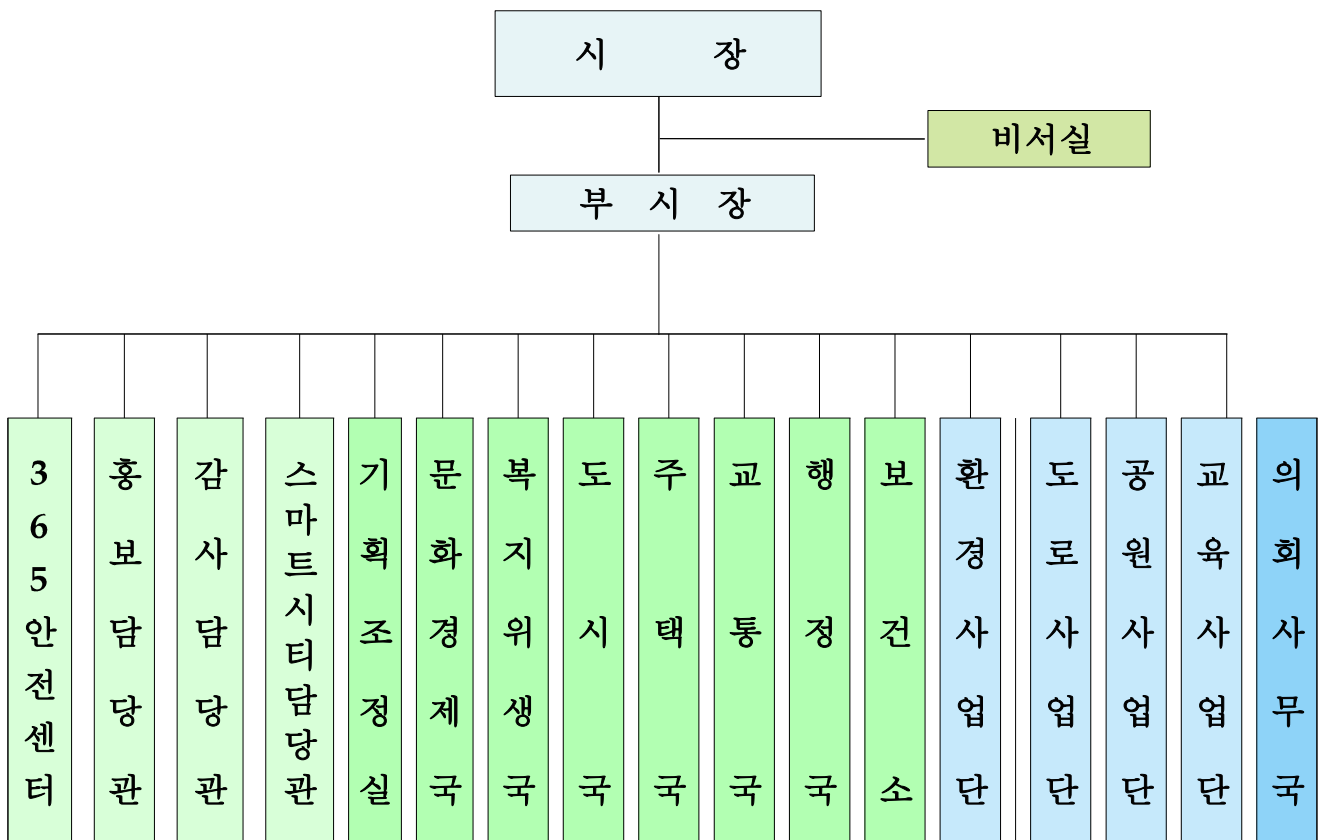 시 장
비서실
부 시 장
365안전센터
홍보담당관
감사담당관
스마트시티담당관
기획조정실
문화경제국
복지위생국
도시국
주택국
교통국
행정국
보건소
환경사업단
도로사업단
공원사업단
교육사업단
의회사무국